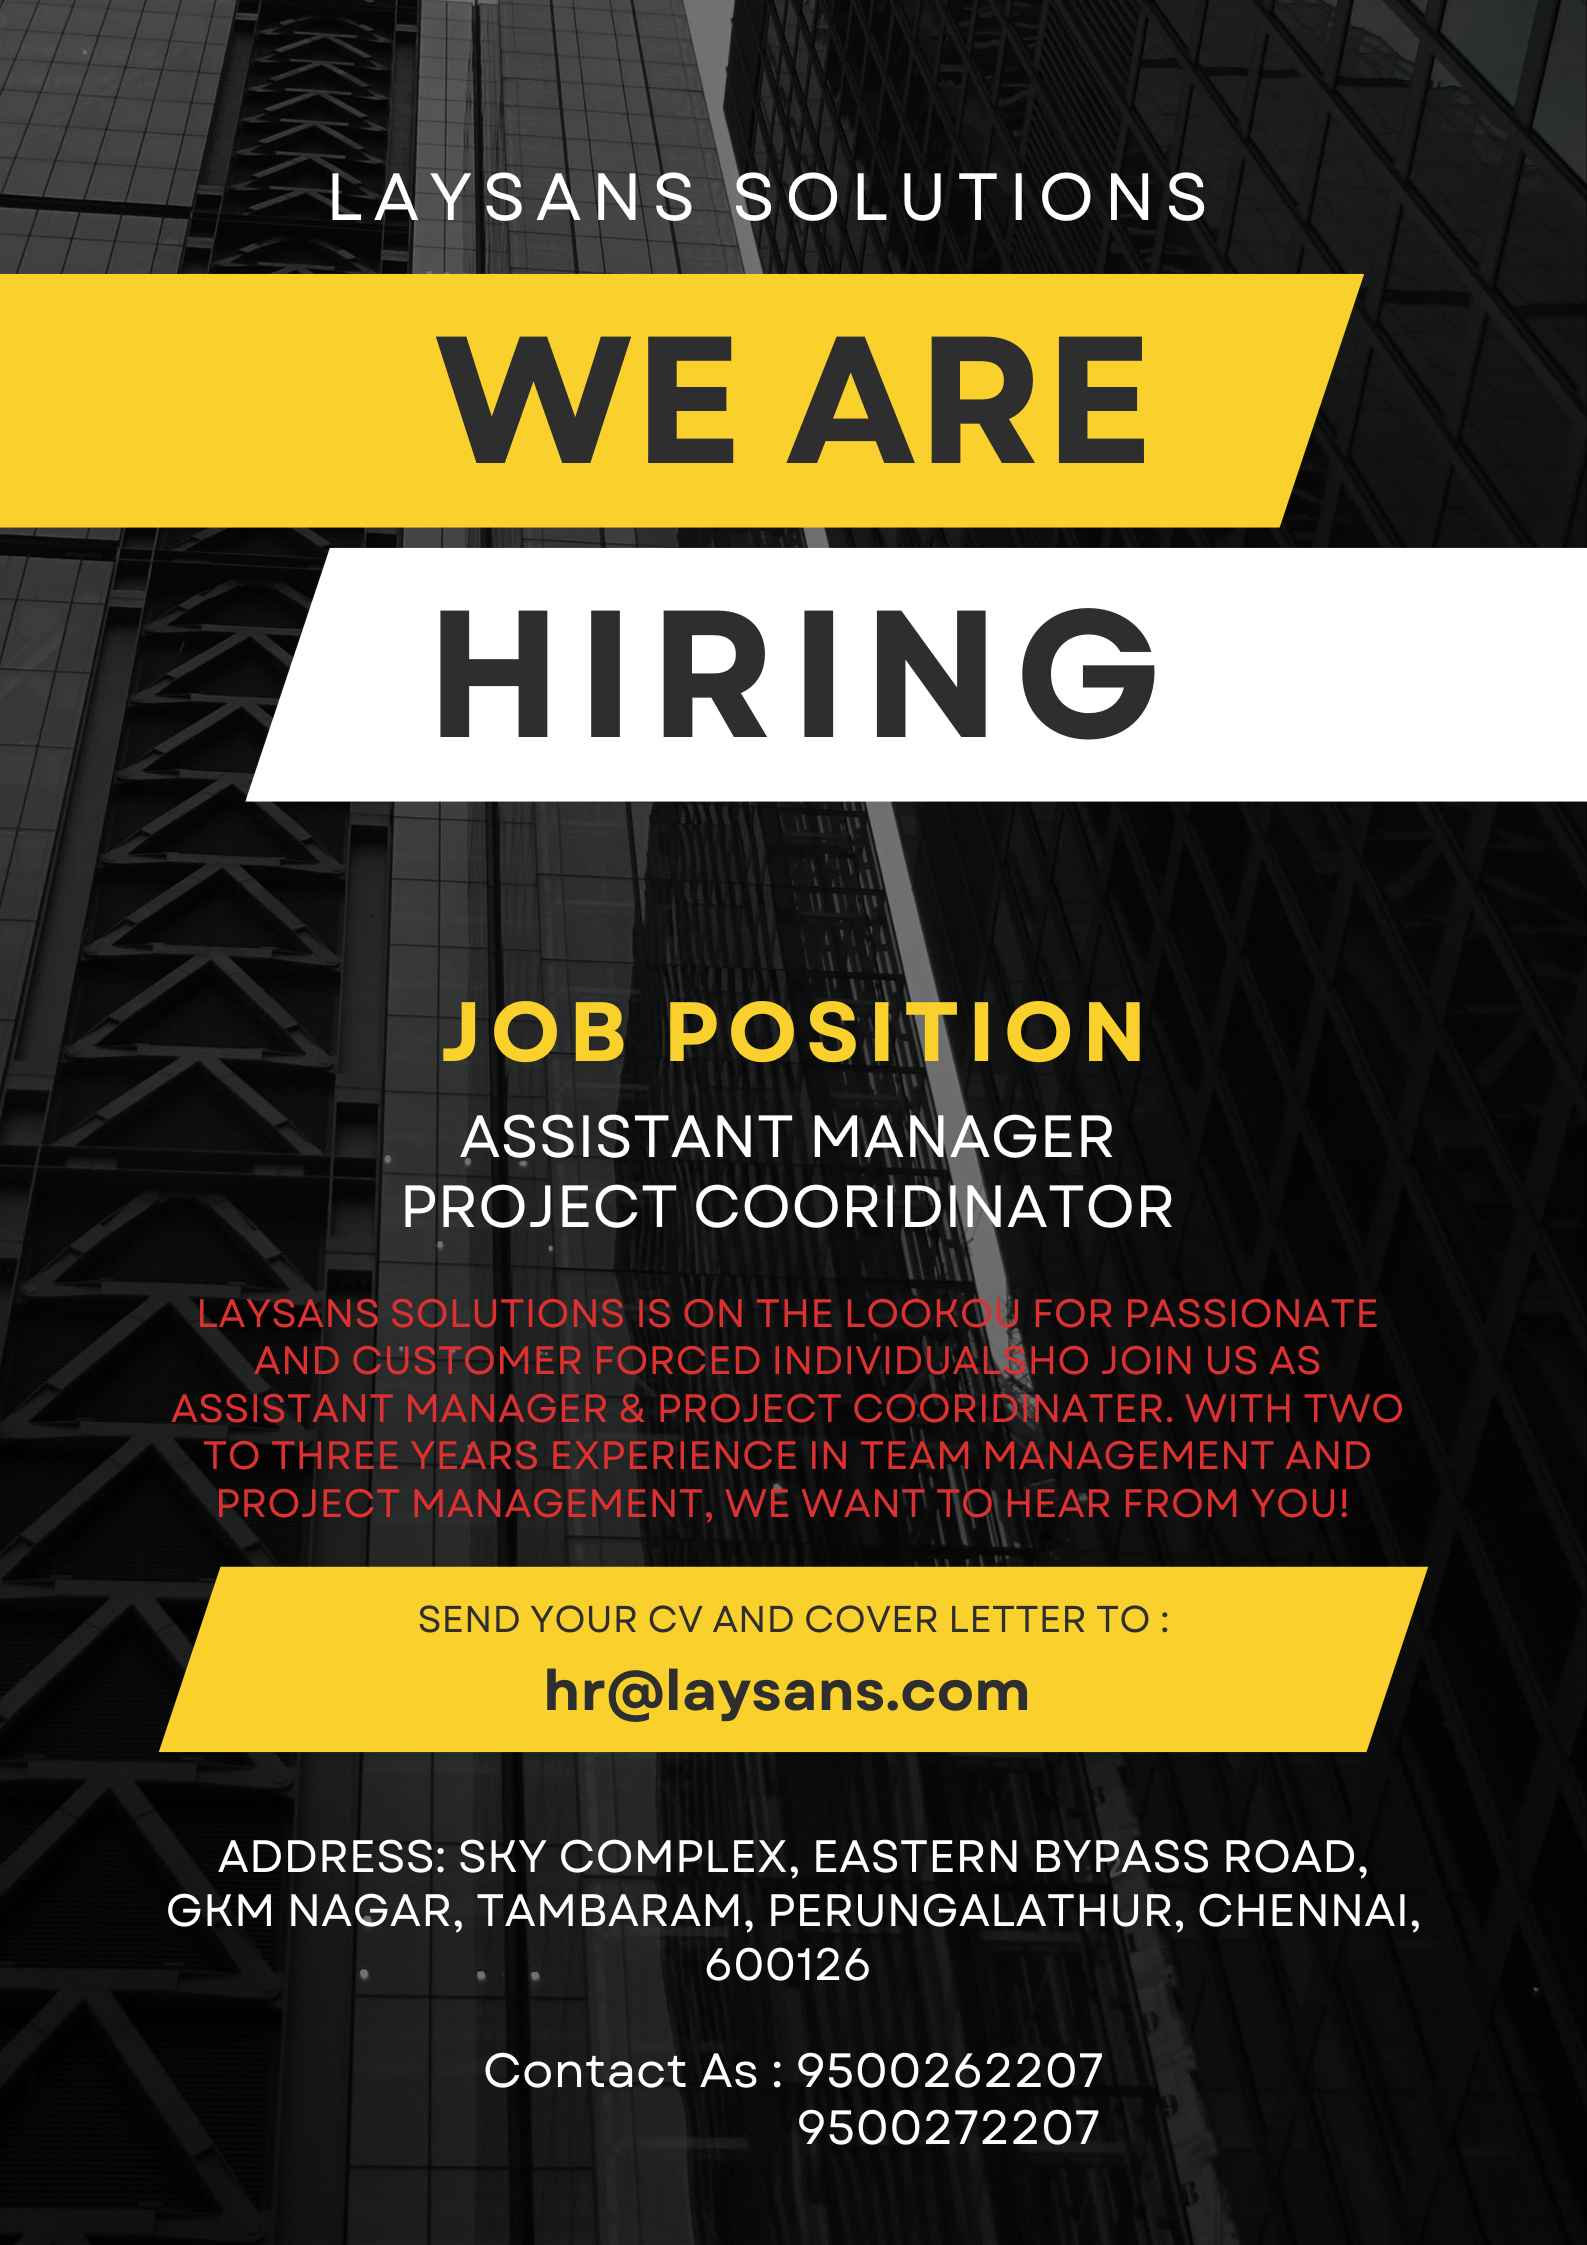 LAYSANS SOLUTIONS
WE ARE
HIRING
JOB POSITION
ASSISTANT MANAGER
PROJECT COORIDINATOR
LAYSANS SOLUTIONS IS ON THE LOOKOU FOR PASSIONATE
AND CUSTOMER FORCED INDIVIDUALSHO JOIN US AS
ASSISTANT MANAGER & PROJECT COORIDINATER. WITH TWO
TO THREE YEARS EXPERIENCE IN TEAM MANAGEMENT AND
PROJECT MANAGEMENT, WE WANT TO HEAR FROM YOU!
SEND YOUR CV AND COVER LETTER TO :
hr@laysans.com
ADDRESS: SKY COMPLEX, EASTERN BYPASS ROAD,
GKM NAGAR, TAMBARAM, PERUNGALATHUR, CHENNAI,
600126
Contact As : 9500262207
9500272207